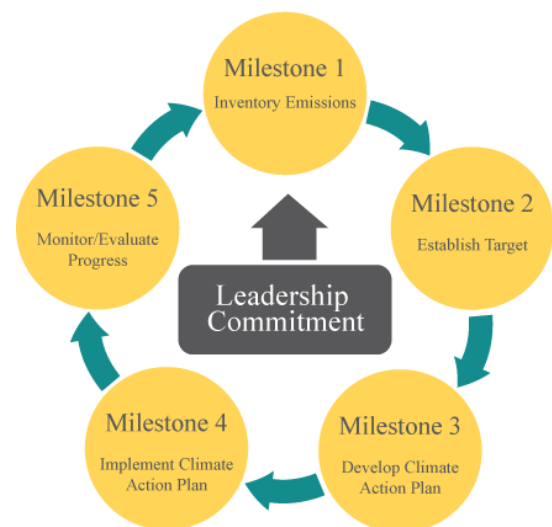 Milestone 1
Inventory Emissions
Milestone 2
Establish Target
Milestone 3
Develop Climate
Action Plan
Milestone 4
Implement Climate
Action Plan
Milestone 5
Monitor/Evaluate
Progress
Leadership
Commitment